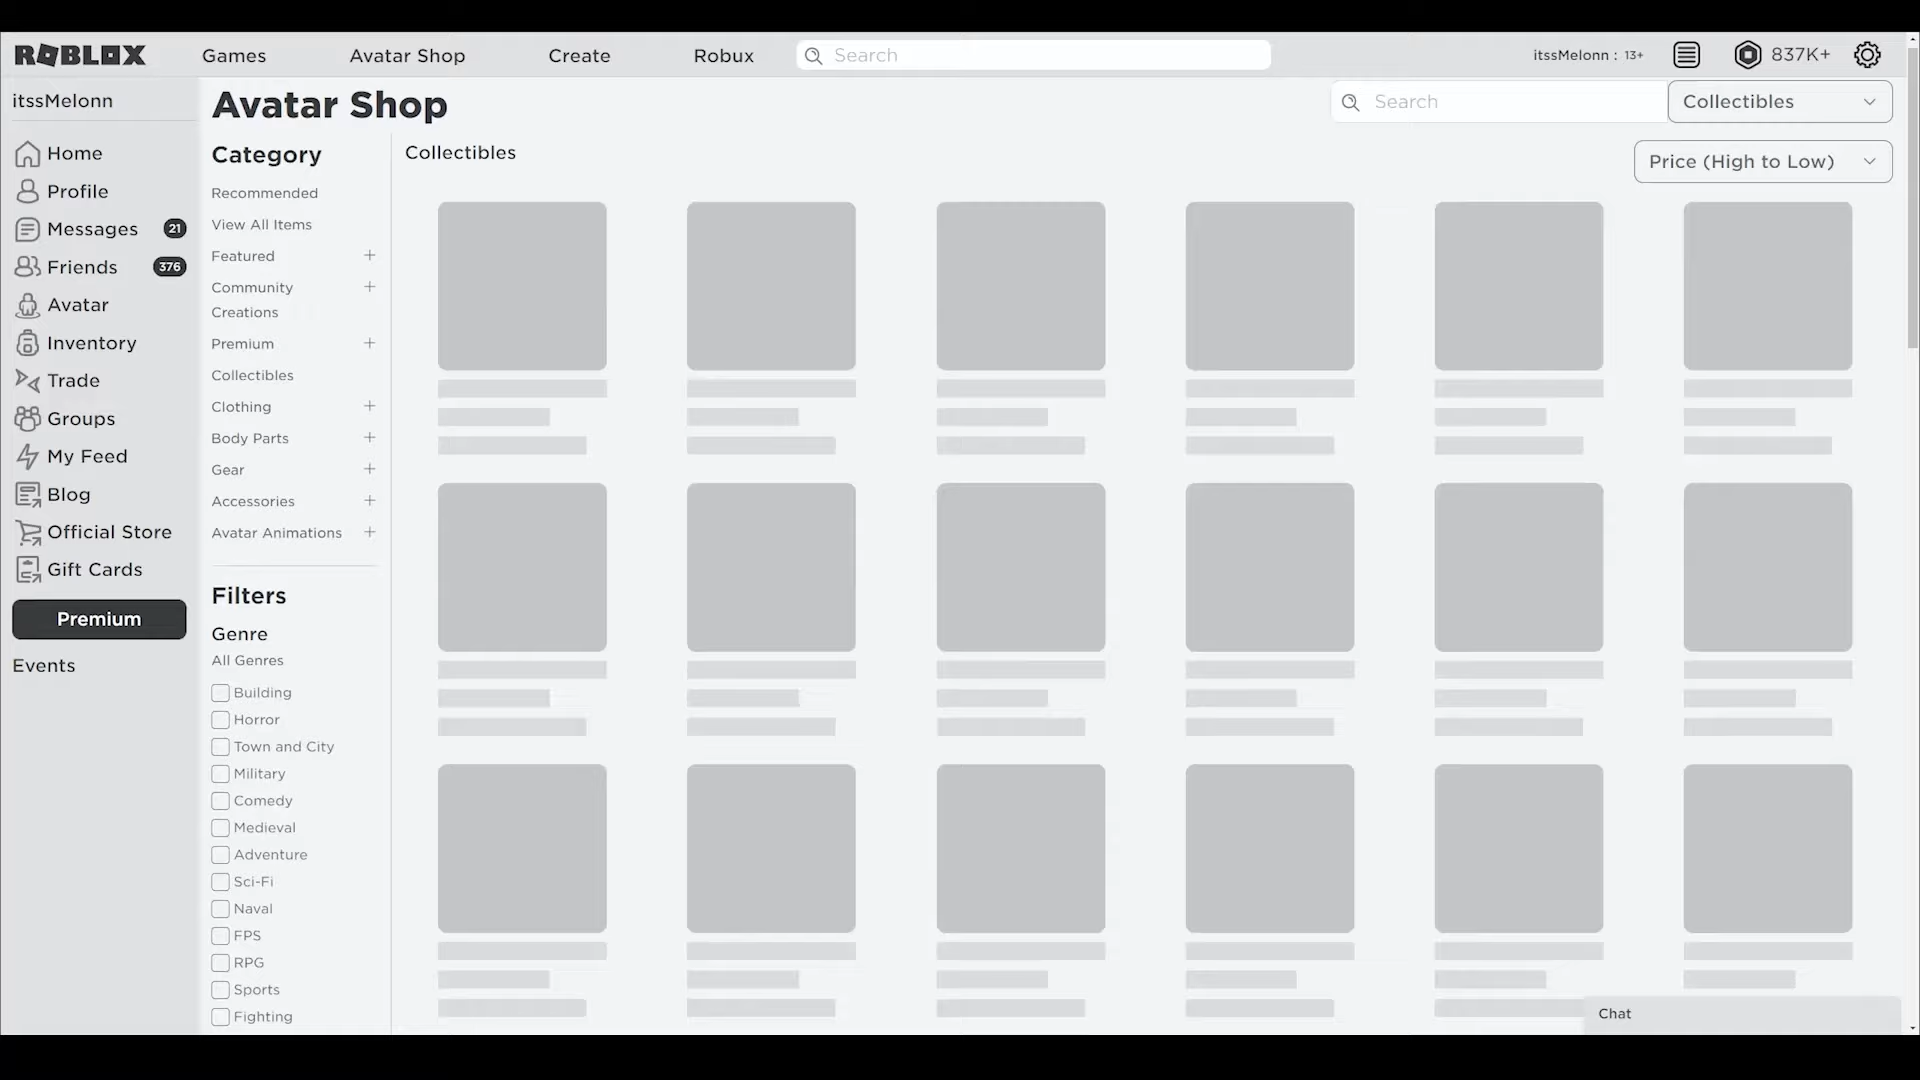 ROBLOX
Games
Avatar Shop
Create
Robux
Search
itssMelonn : 13+
837K+
itssMelonn
Home
Profile
Messages 21
Friends 376
Avatar
Inventory
Trade
Groups
My Feed
Blog
Official Store
Gift Cards
Premium
Events
Avatar Shop
Search
Collectibles
Category
Recommended
View All Items
Featured +
Community +
Creations
Premium +
Collectibles
Clothing +
Body Parts +
Gear +
Accessories +
Avatar Animations +
Filters
Genre
All Genres
Building
Horror
Town and City
Military
Comedy
Medieval
Adventure
Sci-Fi
Naval
FPS
RPG
Sports
Fighting
Collectibles
Price (High to Low)
Chat